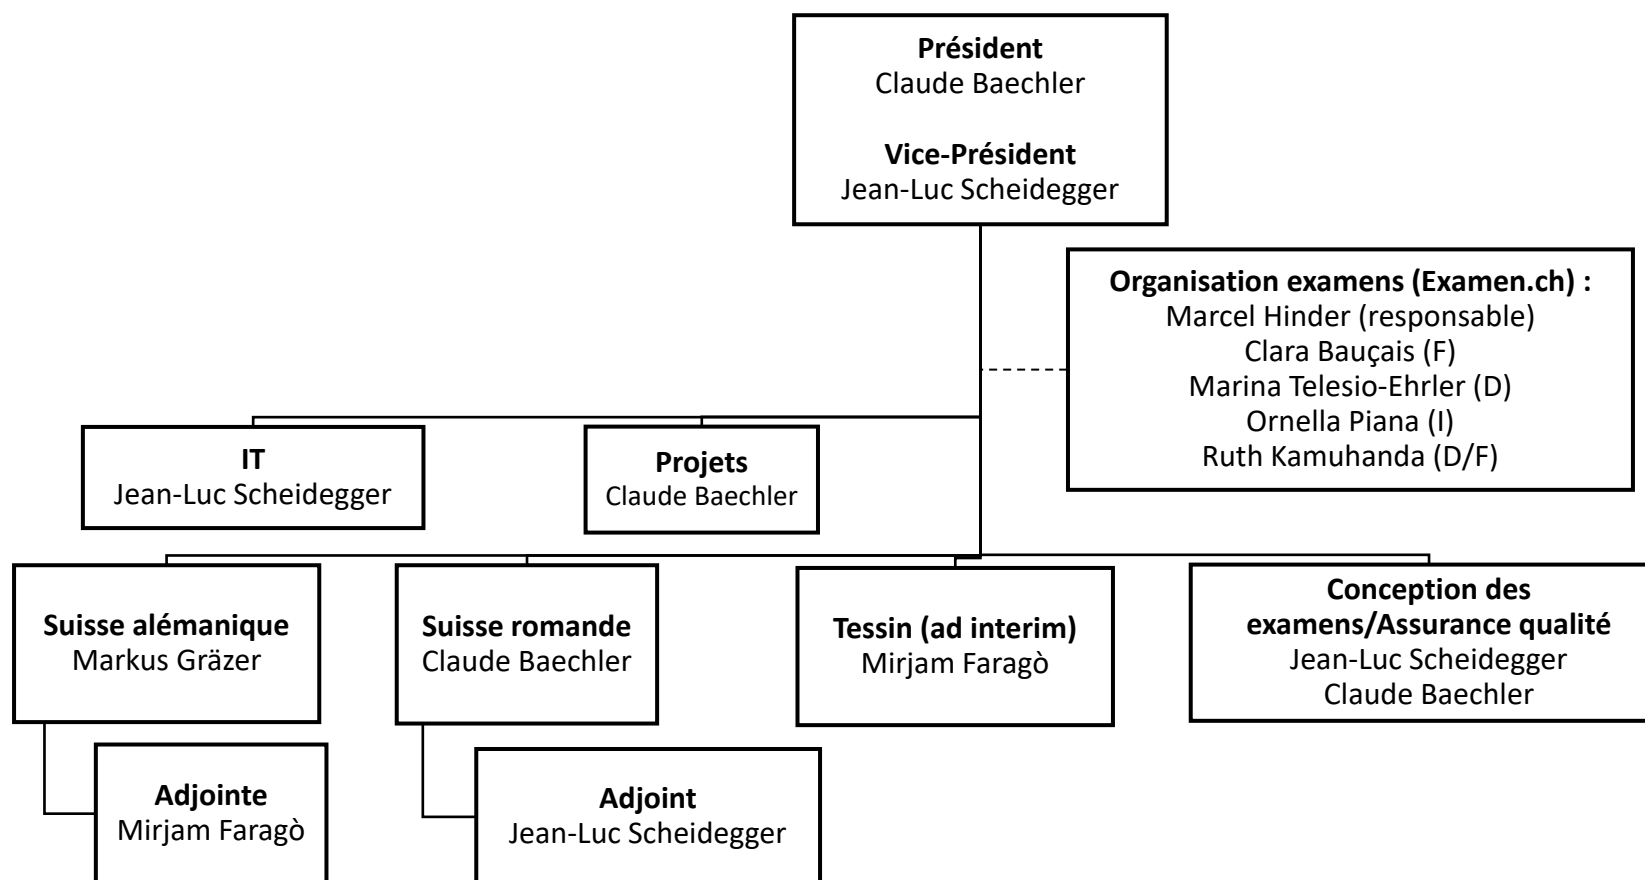 Président
Claude Baechler
Vice-Président
Jean-Luc Scheidegger
Organisation examens (Examen.ch) :
Marcel Hinder (responsable)
Clara Bauçais (F)
Marina Telesio-Ehrler (D)
Ornella Piana (I)
Ruth Kamuhanda (D/F)
IT
Jean-Luc Scheidegger
Projets
Claude Baechler
Suisse alémanique
Markus Gräzer
Suisse romande
Claude Baechler
Tessin (ad interim)
Mirjam Faragò
Conception des
examens/Assurance qualité
Jean-Luc Scheidegger
Claude Baechler
Adjointe
Mirjam Faragò
Adjoint
Jean-Luc Scheidegger